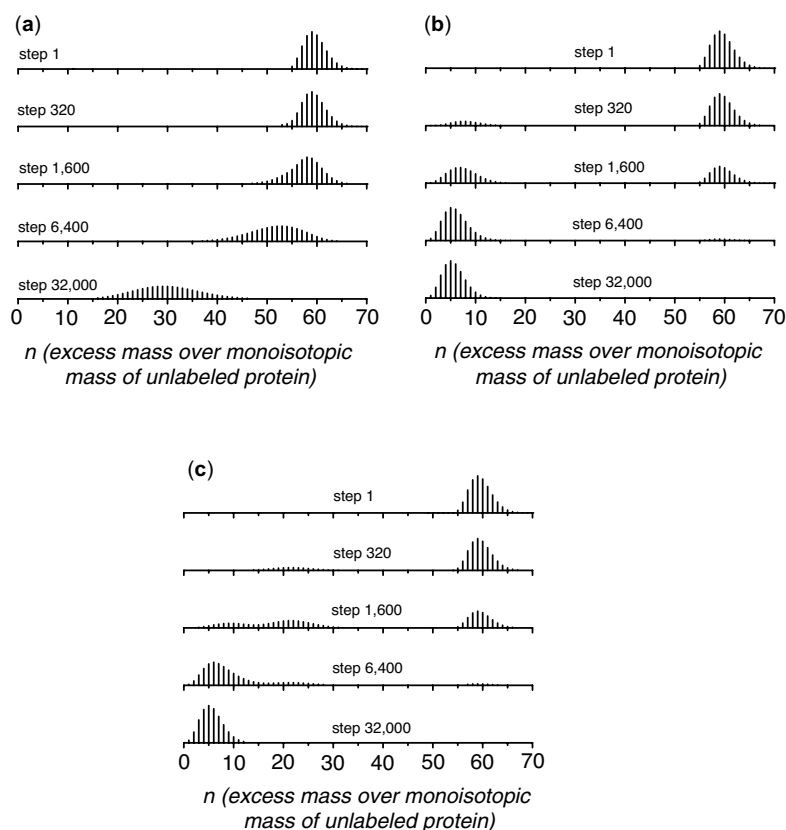 (a)
step 1
step 320
step 1,600
step 6,400
step 32,000
0 10 20 30 40 50 60 70
n (excess mass over monoisotopic
mass of unlabeled protein)
(b)
step 1
step 320
step 1,600
step 6,400
step 32,000
0 10 20 30 40 50 60 70
n (excess mass over monoisotopic
mass of unlabeled protein)
(c)
step 1
step 320
step 1,600
step 6,400
step 32,000
0 10 20 30 40 50 60 70
n (excess mass over monoisotopic
mass of unlabeled protein)